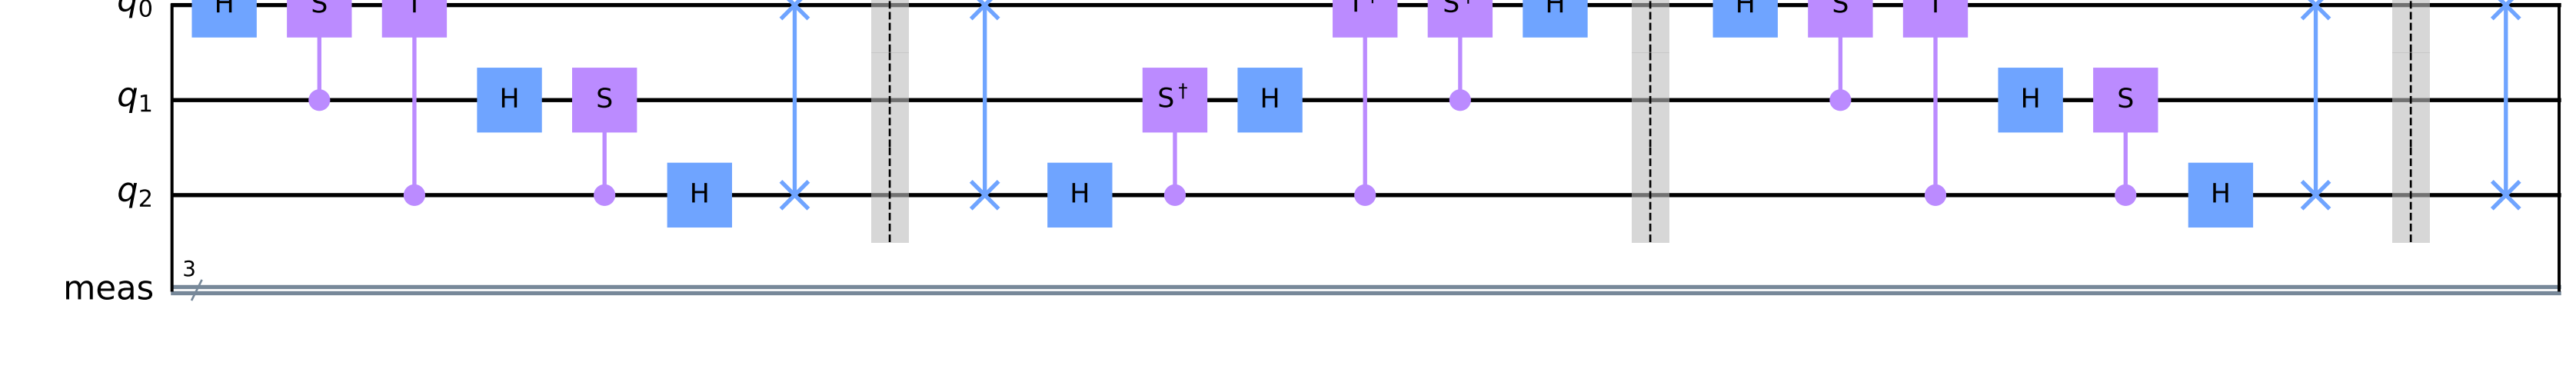 q0 H S T T† S† H H S T
q1 H S S† H H S
q2 H H H
3
meas